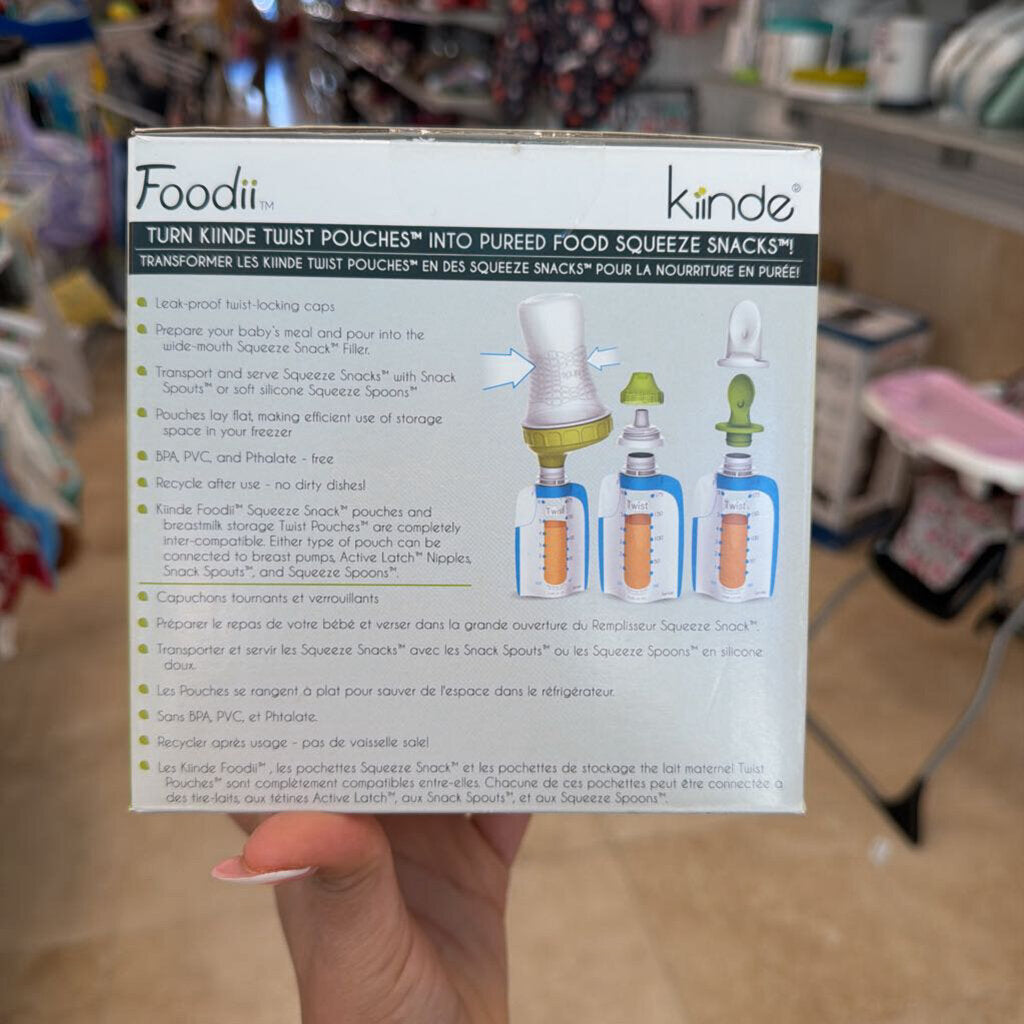 Foodii™
kiinde®
TURN KIINDE TWIST POUCHES™ INTO PUREED FOOD SQUEEZE SNACKS™!
TRANSFORMER LES KIINDE TWIST POUCHES™ EN DES SQUEEZE SNACKS™ POUR LA NOURRITURE EN PURÉE!
Leak-proof twist-locking caps
Prepare your baby's meal and pour into the
wide-mouth Squeeze Snack™ Filler.
Transport and serve Squeeze Snacks™ with Snack
Spouts™ or soft silicone Squeeze Spoons™
Pouches lay flat, making efficient use of storage
space in your freezer
BPA, PVC, and Pthalate - free
Recycle after use - no dirty dishes!
Kiinde Foodii™ Squeeze Snack™ pouches and
breastmilk storage Twist Pouches™ are completely
inter-compatible. Either type of pouch can be
connected to breast pumps, Active Latch™ Nipples,
Snack Spouts™, and Squeeze Spoons™.
Twist
Twist
Twist
Capuchons tournants et verrouillants
Préparer le repas de votre bébé et verser dans la grande ouverture du Remplisseur Squeeze Snack™.
Transporter et servir les Squeeze Snacks™ avec les Snack Spouts™ ou les Squeeze Spoons™ en silicone
doux.
Les Pouches se rangent à plat pour sauver de l'espace dans le réfrigérateur.
Sans BPA, PVC, et Phtalate.
Recycler après usage - pas de vaisselle sale!
Les Kiinde Foodii™, les pochettes Squeeze Snack™ et les pochettes de stockage the lait maternel Twist
Pouches™ sont complètement compatibles entre-elles. Chacune de ces pochettes peut être connectée a
des tire-laits, aux tétines Active Latch™, aux Snack Spouts™, et aux Squeeze Spoons™.